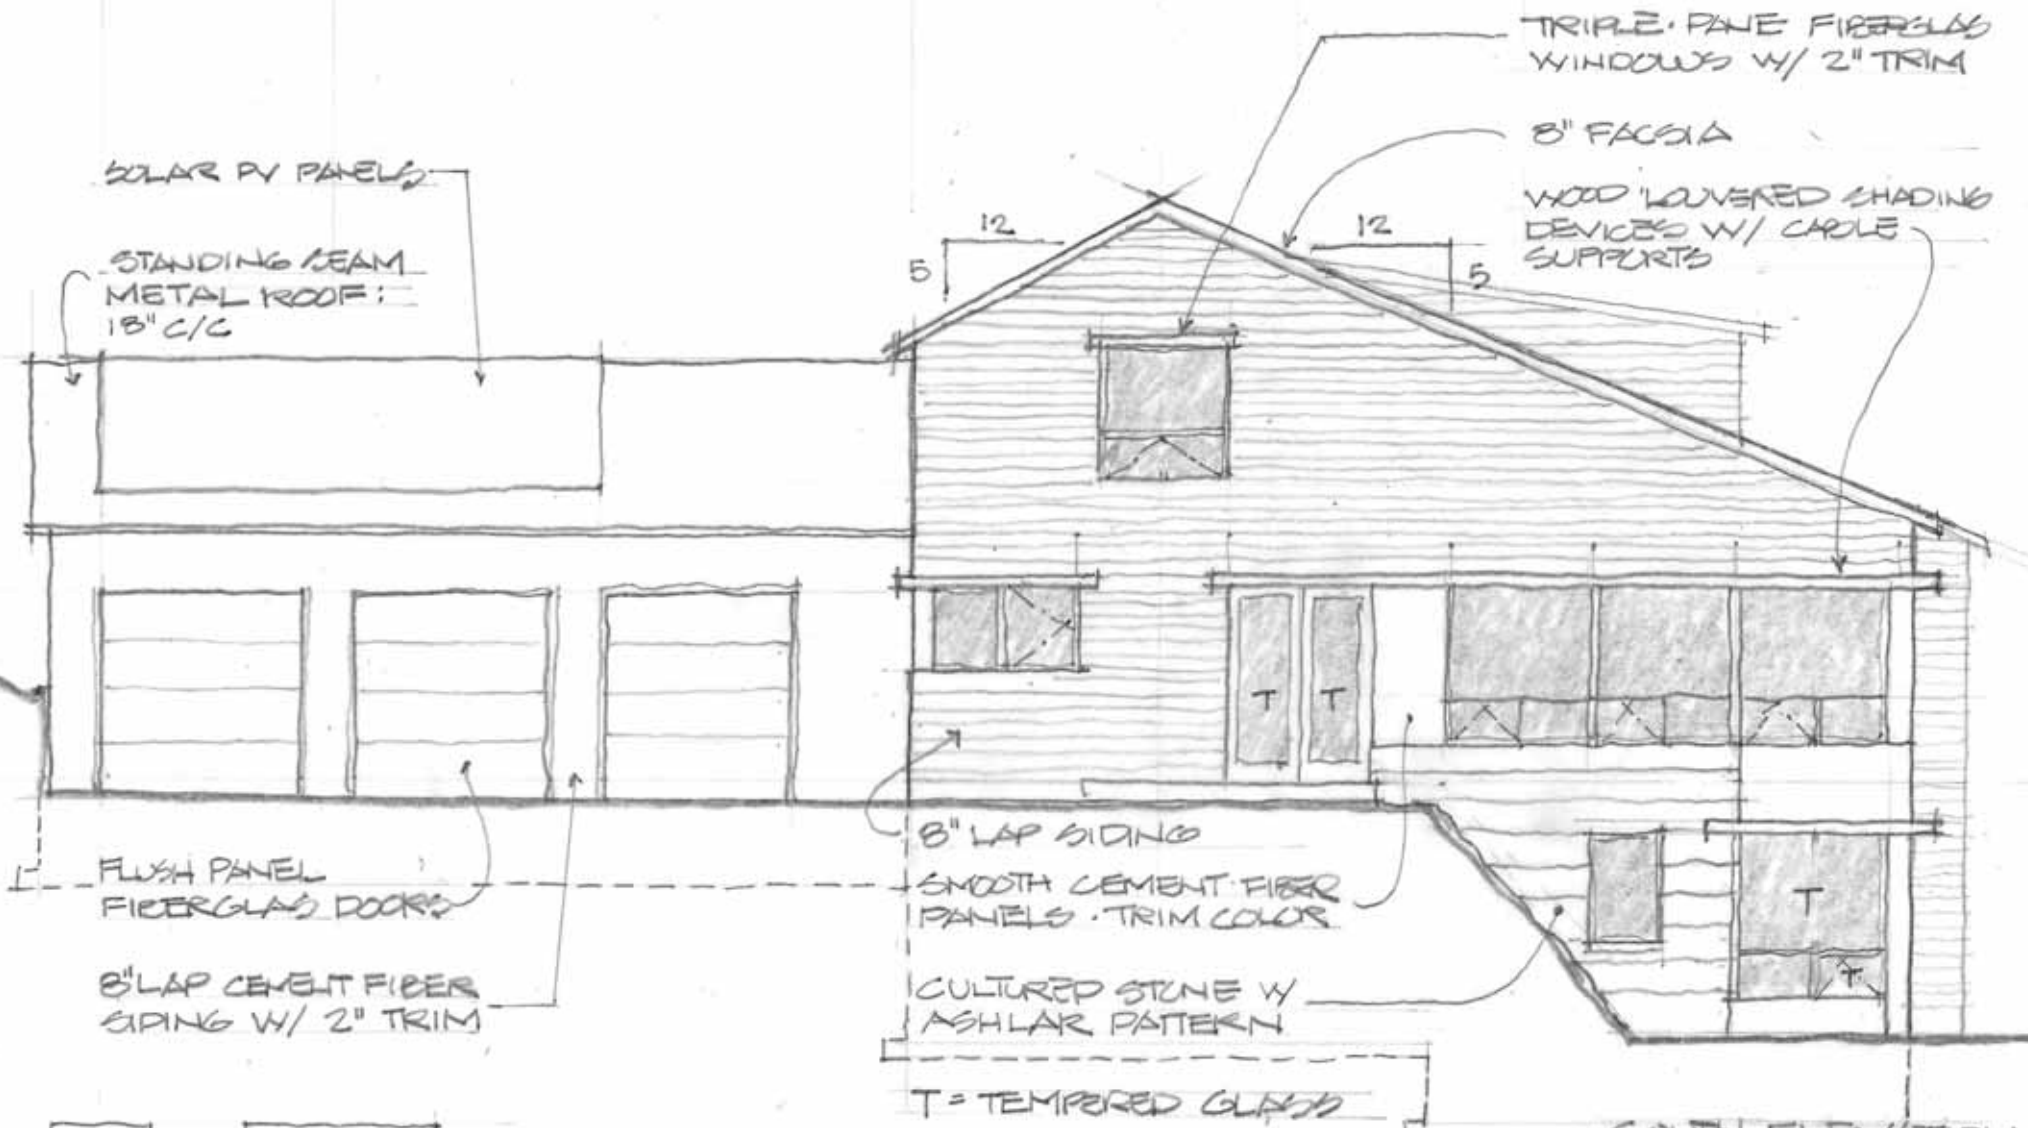 TRIPLE·PANE FIBERGLAS
WINDOWS W/ 2" TRIM
8" FACSIA
WOOD LOUVERED SHADING
DEVICES W/ CABLE
SUPPORTS
SOLAR PV PANELS
STANDING SEAM
METAL ROOF:
18" C/C
12
5
12
5
T
T
T
T
FLUSH PANEL
FIBERGLAS DOORS
8" LAP CEMENT FIBER
SIDING W/ 2" TRIM
8" LAP SIDING
SMOOTH CEMENT FIBER
PANELS · TRIM COLOR
CULTURED STONE W/
ASHLAR PATTERN
T = TEMPERED GLASS